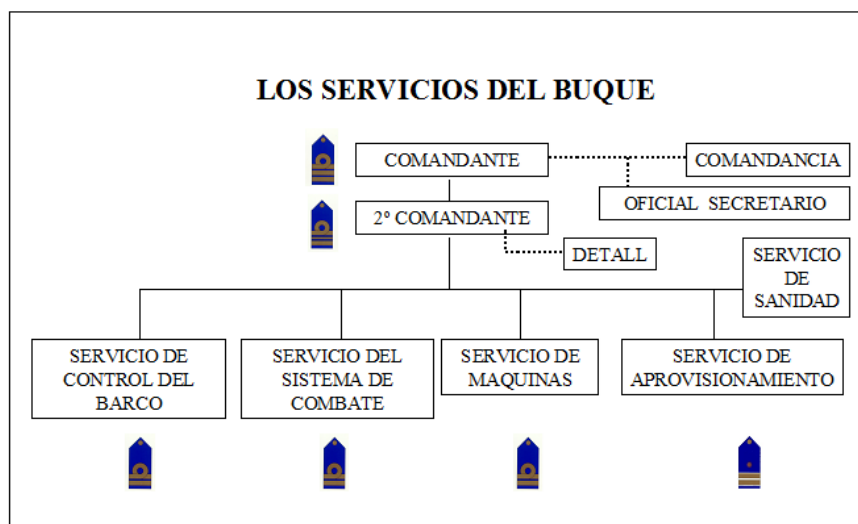 LOS SERVICIOS DEL BUQUE
COMANDANTE
COMANDANCIA
OFICIAL SECRETARIO
2º COMANDANTE
DETALL
SERVICIO
DE
SANIDAD
SERVICIO DE
CONTROL DEL
BARCO
SERVICIO DEL
SISTEMA DE
COMBATE
SERVICIO DE
MAQUINAS
SERVICIO DE
APROVISIONAMIENTO